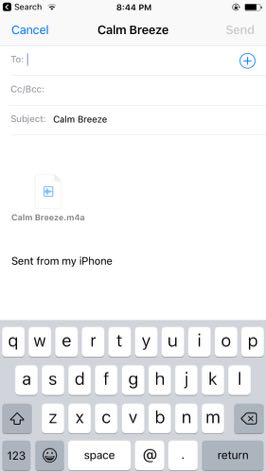 Search 8:44 PM
Cancel Calm Breeze Send
To:
Cc/Bcc:
Subject: Calm Breeze
Calm Breeze.m4a
Sent from my iPhone
q w e r t y u i o p
a s d f g h j k l
z x c v b n m
123 space @ . return